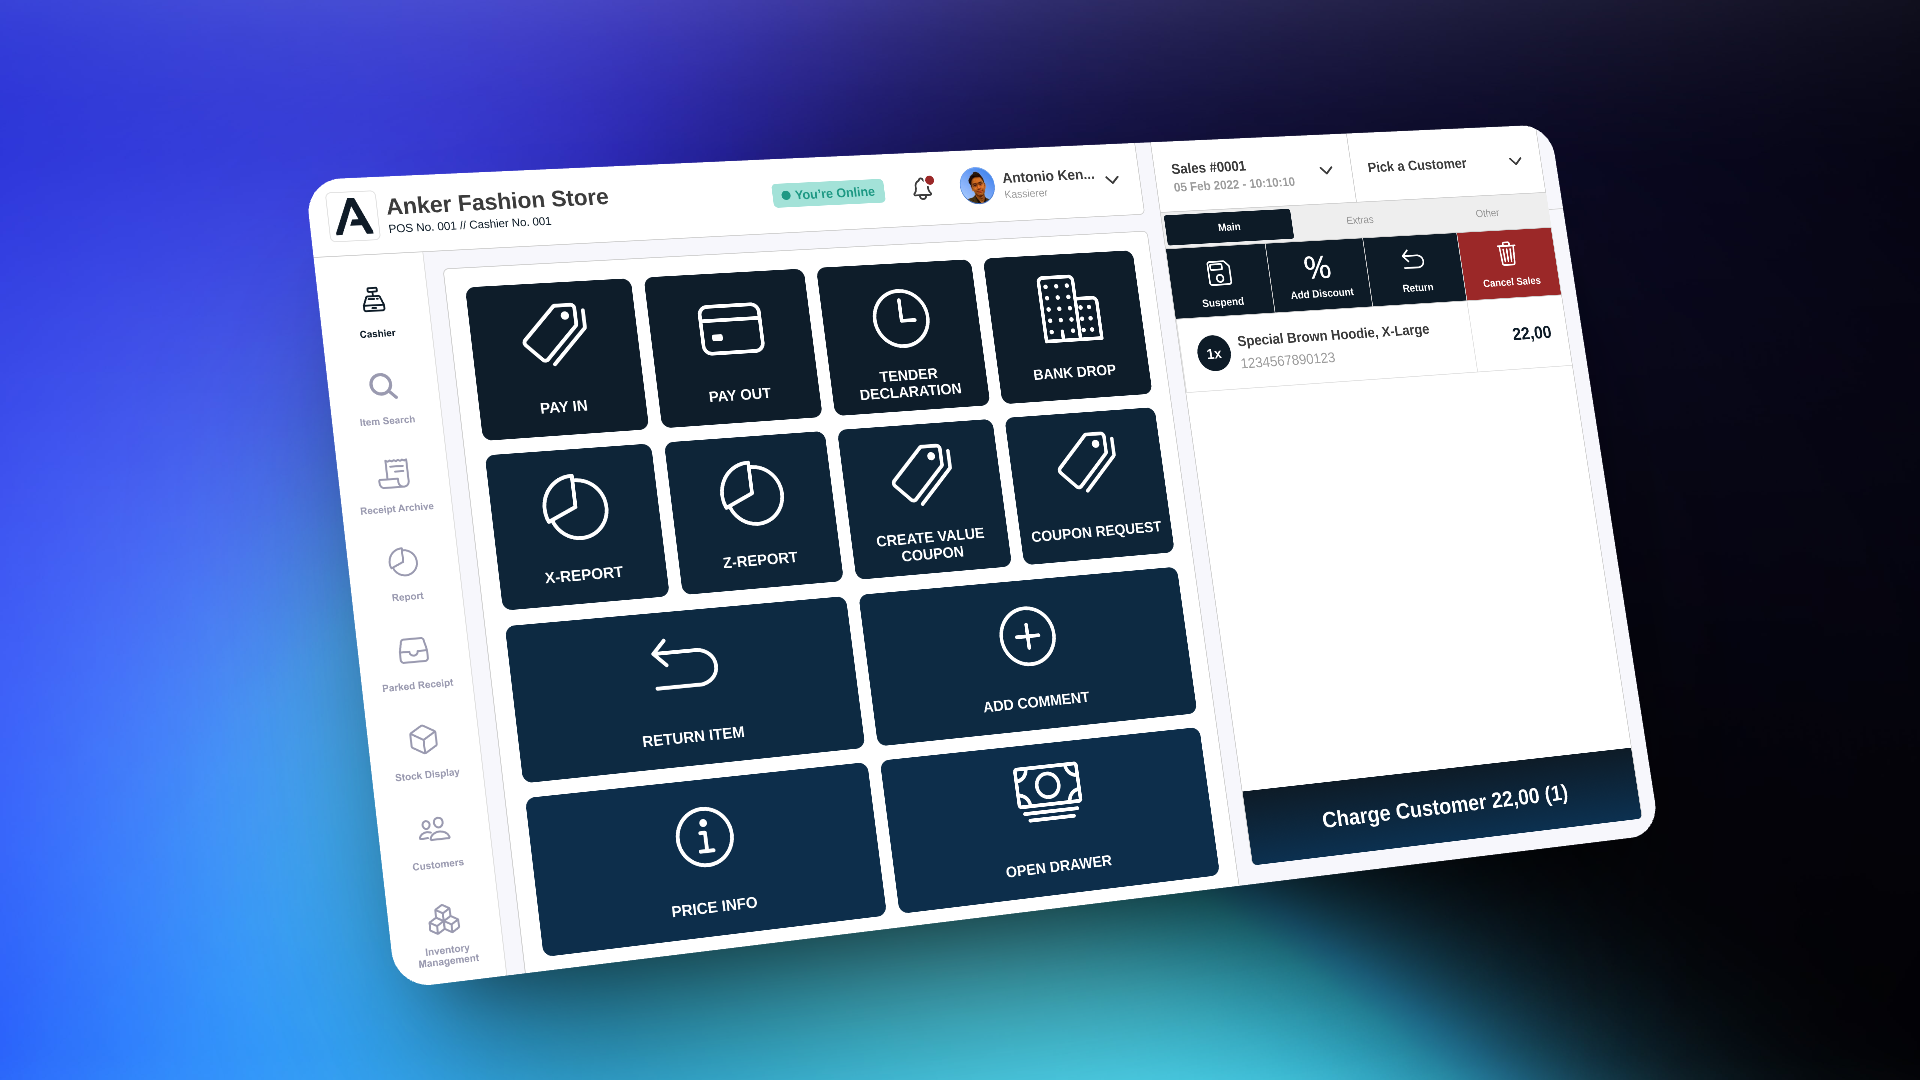 Anker Fashion Store
POS No. 001 // Cashier No. 001
You're Online
Antonio Ken...
Kassierer
Sales #0001
05 Feb 2022 - 10:10:10
Pick a Customer
Main
Extras
Other
Suspend
Add Discount
Return
Cancel Sales
1x
Special Brown Hoodie, X-Large
1234567890123
22,00
Charge Customer 22,00 (1)
Cashier
Item Search
Receipt Archive
Report
Parked Receipt
Stock Display
Customers
Inventory
Management
PAY IN
PAY OUT
TENDER
DECLARATION
BANK DROP
X-REPORT
Z-REPORT
CREATE VALUE
COUPON
COUPON REQUEST
RETURN ITEM
ADD COMMENT
PRICE INFO
OPEN DRAWER